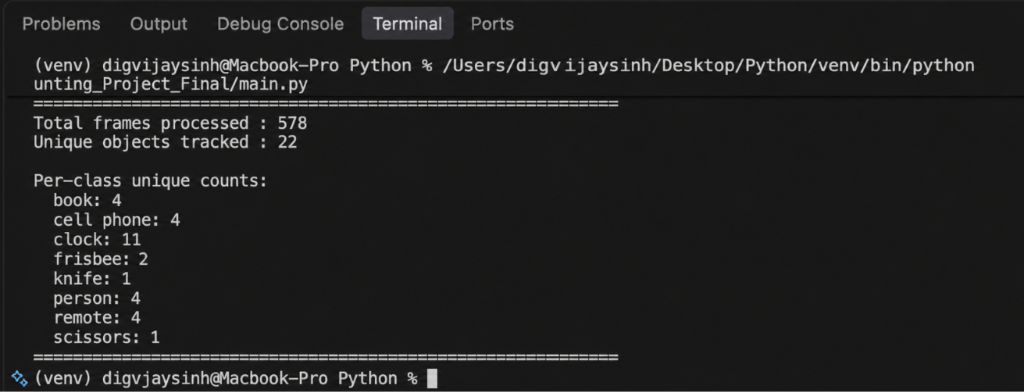 Problems Output Debug Console Terminal Ports
(venv) digvijaysinh@Macbook-Pro Python % /Users/digvijaysinh/Desktop/Python/venv/bin/python
unting_Project_Final/main.py
============================================================
Total frames processed : 578
Unique objects tracked : 22
Per-class unique counts:
book: 4
cell phone: 4
clock: 11
frisbee: 2
knife: 1
person: 4
remote: 4
scissors: 1
============================================================
(venv) digvjaysinh@Macbook-Pro Python %